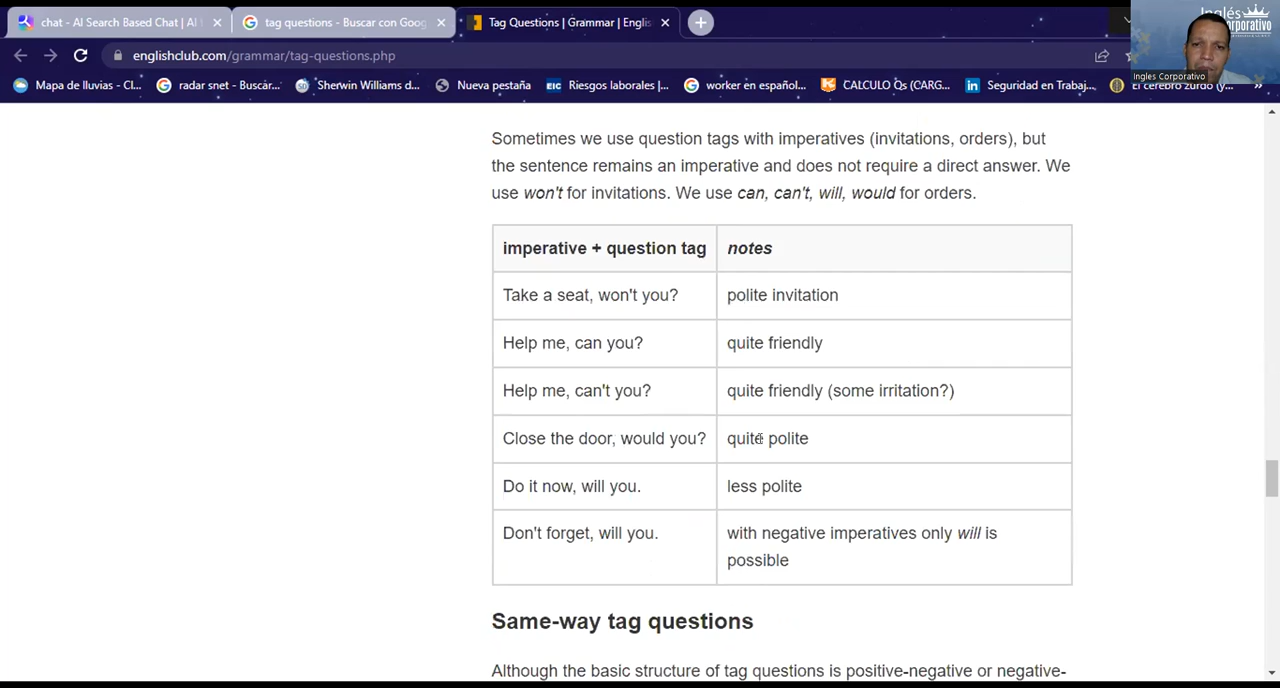 chat - AI Search Based Chat | AI
tag questions - Buscar con Goog
Tag Questions | Grammar | Englis
englishclub.com/grammar/tag-questions.php
Inglés
Corporativo
Ingles Corporativo
Mapa de lluvias - Cl...
radar snet - Buscar...
Sherwin Williams d...
Nueva pestaña
EIC
Riesgos laborales |...
worker en español...
CALCULO Qs (CARG...
in
Seguridad en Trabaj...
El cerebro zurdo (y...
Sometimes we use question tags with imperatives (invitations, orders), but
the sentence remains an imperative and does not require a direct answer. We
use won't for invitations. We use can, can't, will, would for orders.
imperative + question tag notes
Take a seat, won't you? polite invitation
Help me, can you? quite friendly
Help me, can't you? quite friendly (some irritation?)
Close the door, would you? quite polite
Do it now, will you. less polite
Don't forget, will you. with negative imperatives only will is
possible
Same-way tag questions
Although the basic structure of tag questions is positive-negative or negative-